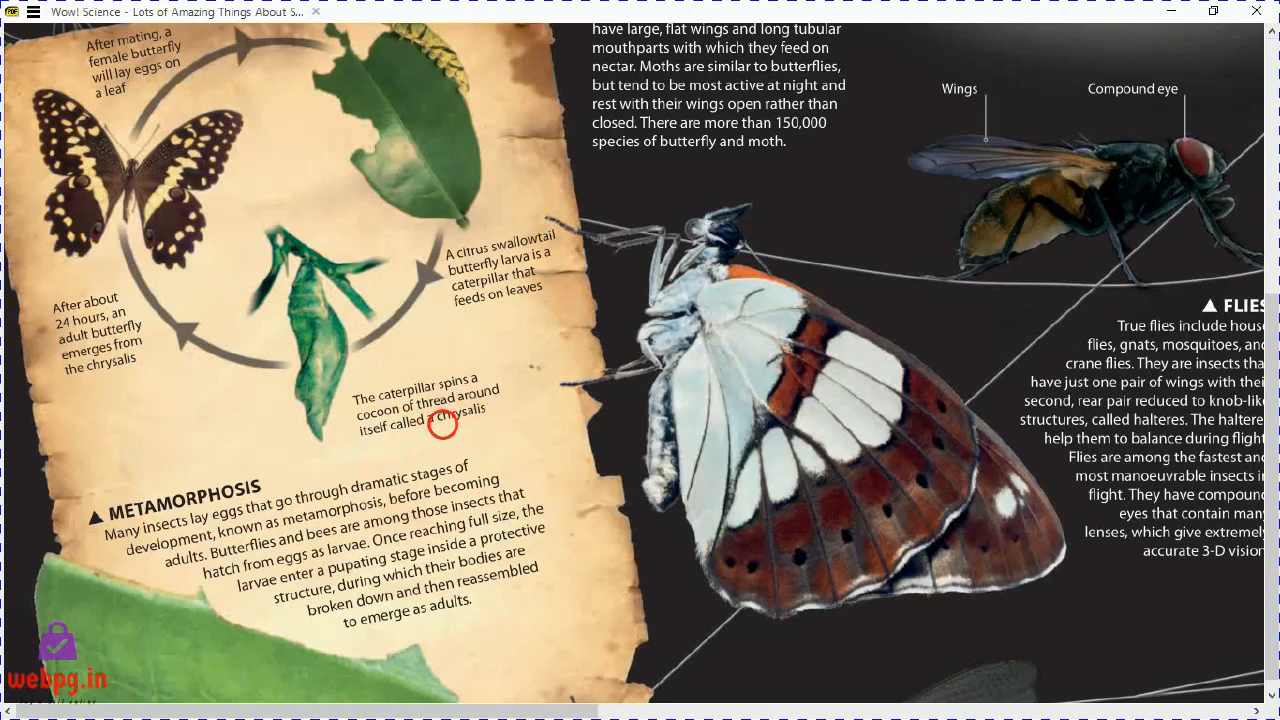 Wow! Science - Lots of Amazing Things About S...
After mating, a
female butterfly
will lay eggs on
a leaf
A citrus swallowtail
butterfly larva is a
caterpillar that
feeds on leaves
The caterpillar spins a
cocoon of thread around
itself called a chrysalis
After about
24 hours, an
adult butterfly
emerges from
the chrysalis
▲ METAMORPHOSIS
Many insects lay eggs that go through dramatic stages of
development, known as metamorphosis, before becoming
adults. Butterflies and bees are among those insects that
hatch from eggs as larvae. Once reaching full size, the
larvae enter a pupating stage inside a protective
structure, during which their bodies are
broken down and then reassembled
to emerge as adults.
have large, flat wings and long tubular
mouthparts with which they feed on
nectar. Moths are similar to butterflies,
but tend to be most active at night and
rest with their wings open rather than
closed. There are more than 150,000
species of butterfly and moth.
Wings
Compound eye
▲ FLIES
True flies include house
flies, gnats, mosquitoes, and
crane flies. They are insects that
have just one pair of wings with their
second, rear pair reduced to knob-like
structures, called halteres. The halteres
help them to balance during flight.
Flies are among the fastest and
most manoeuvrable insects in
flight. They have compound
eyes that contain many
lenses, which give extremely
accurate 3-D vision.
webpg.in